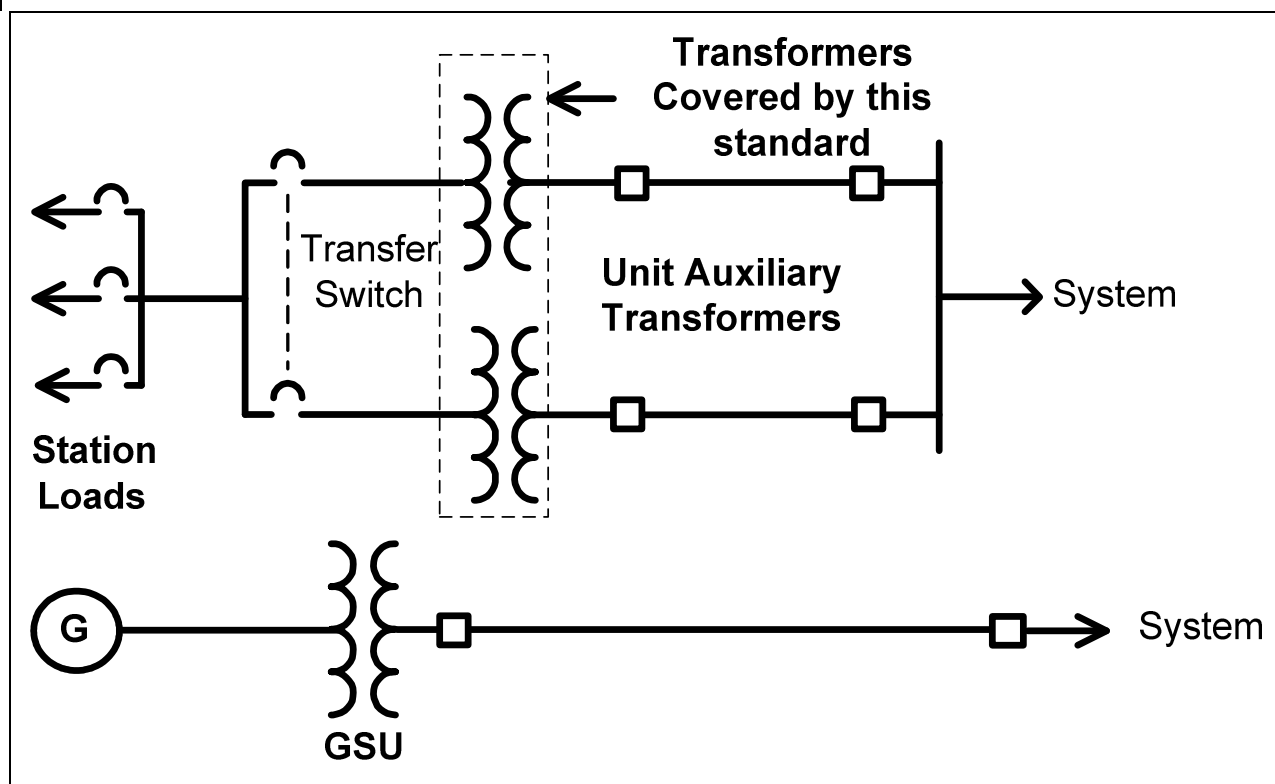 Transformers
Covered by this
standard
Transfer
Switch
Unit Auxiliary
Transformers
System
Station
Loads
G
System
GSU